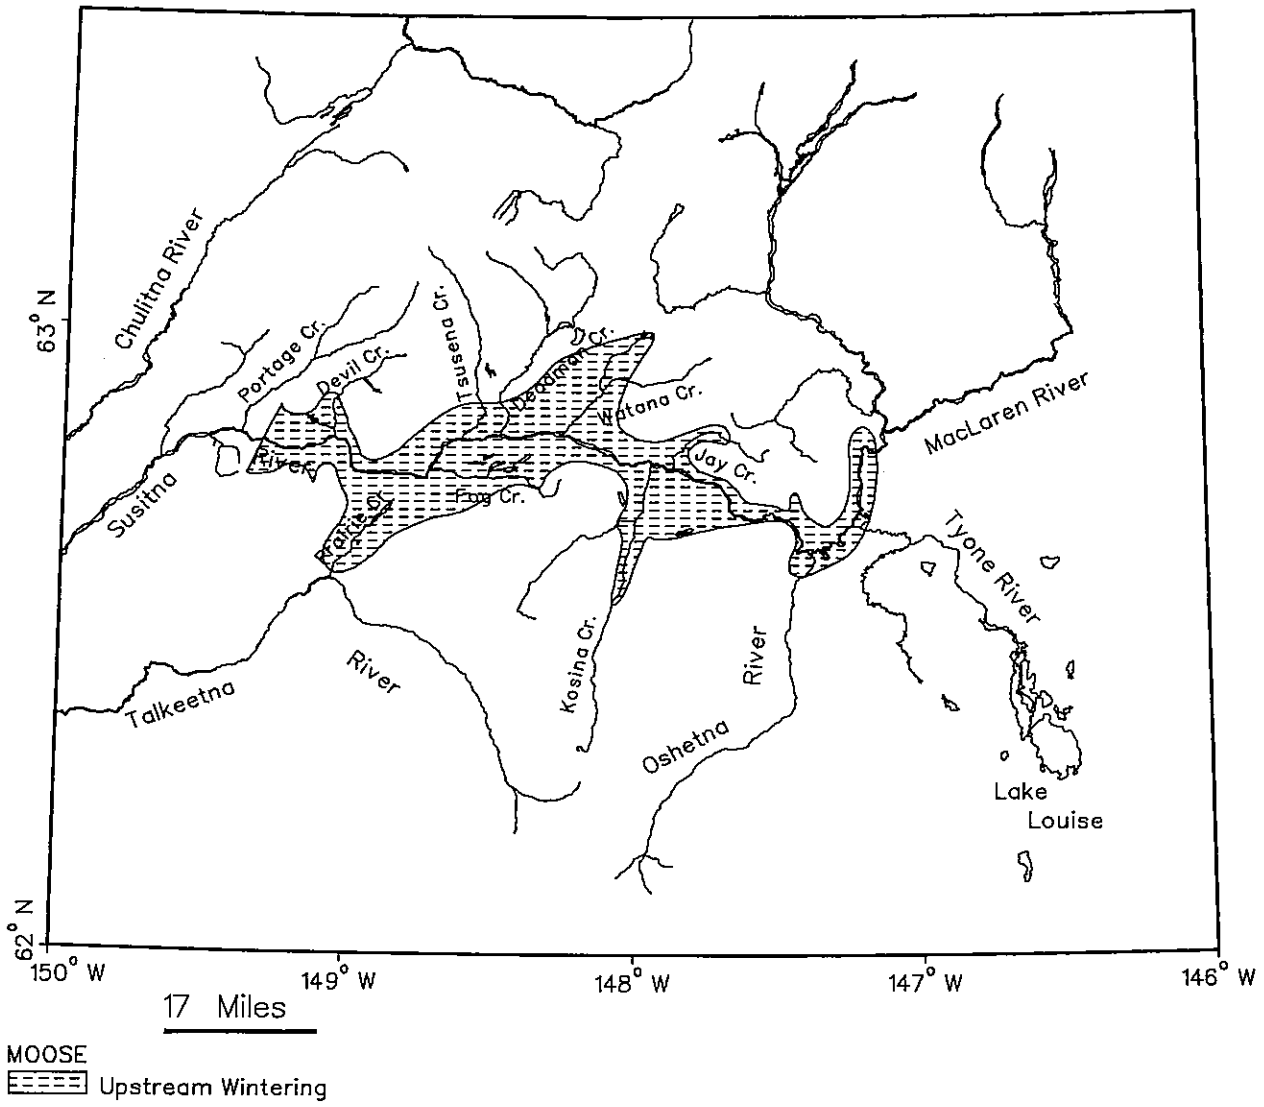 Chulitna River
63° N
Portage Cr.
Devil Cr.
Tsusena Cr.
Deadman Cr.
Watana Cr.
MacLaren River
Susitna
River
Jay Cr.
Fog Cr.
Prairie Cr.
Tyone River
Talkeetna
River
Kosina Cr.
Oshetna
River
Lake
Louise
62° N
150° W
149° W
148° W
147° W
146° W
17 Miles
MOOSE
Upstream Wintering